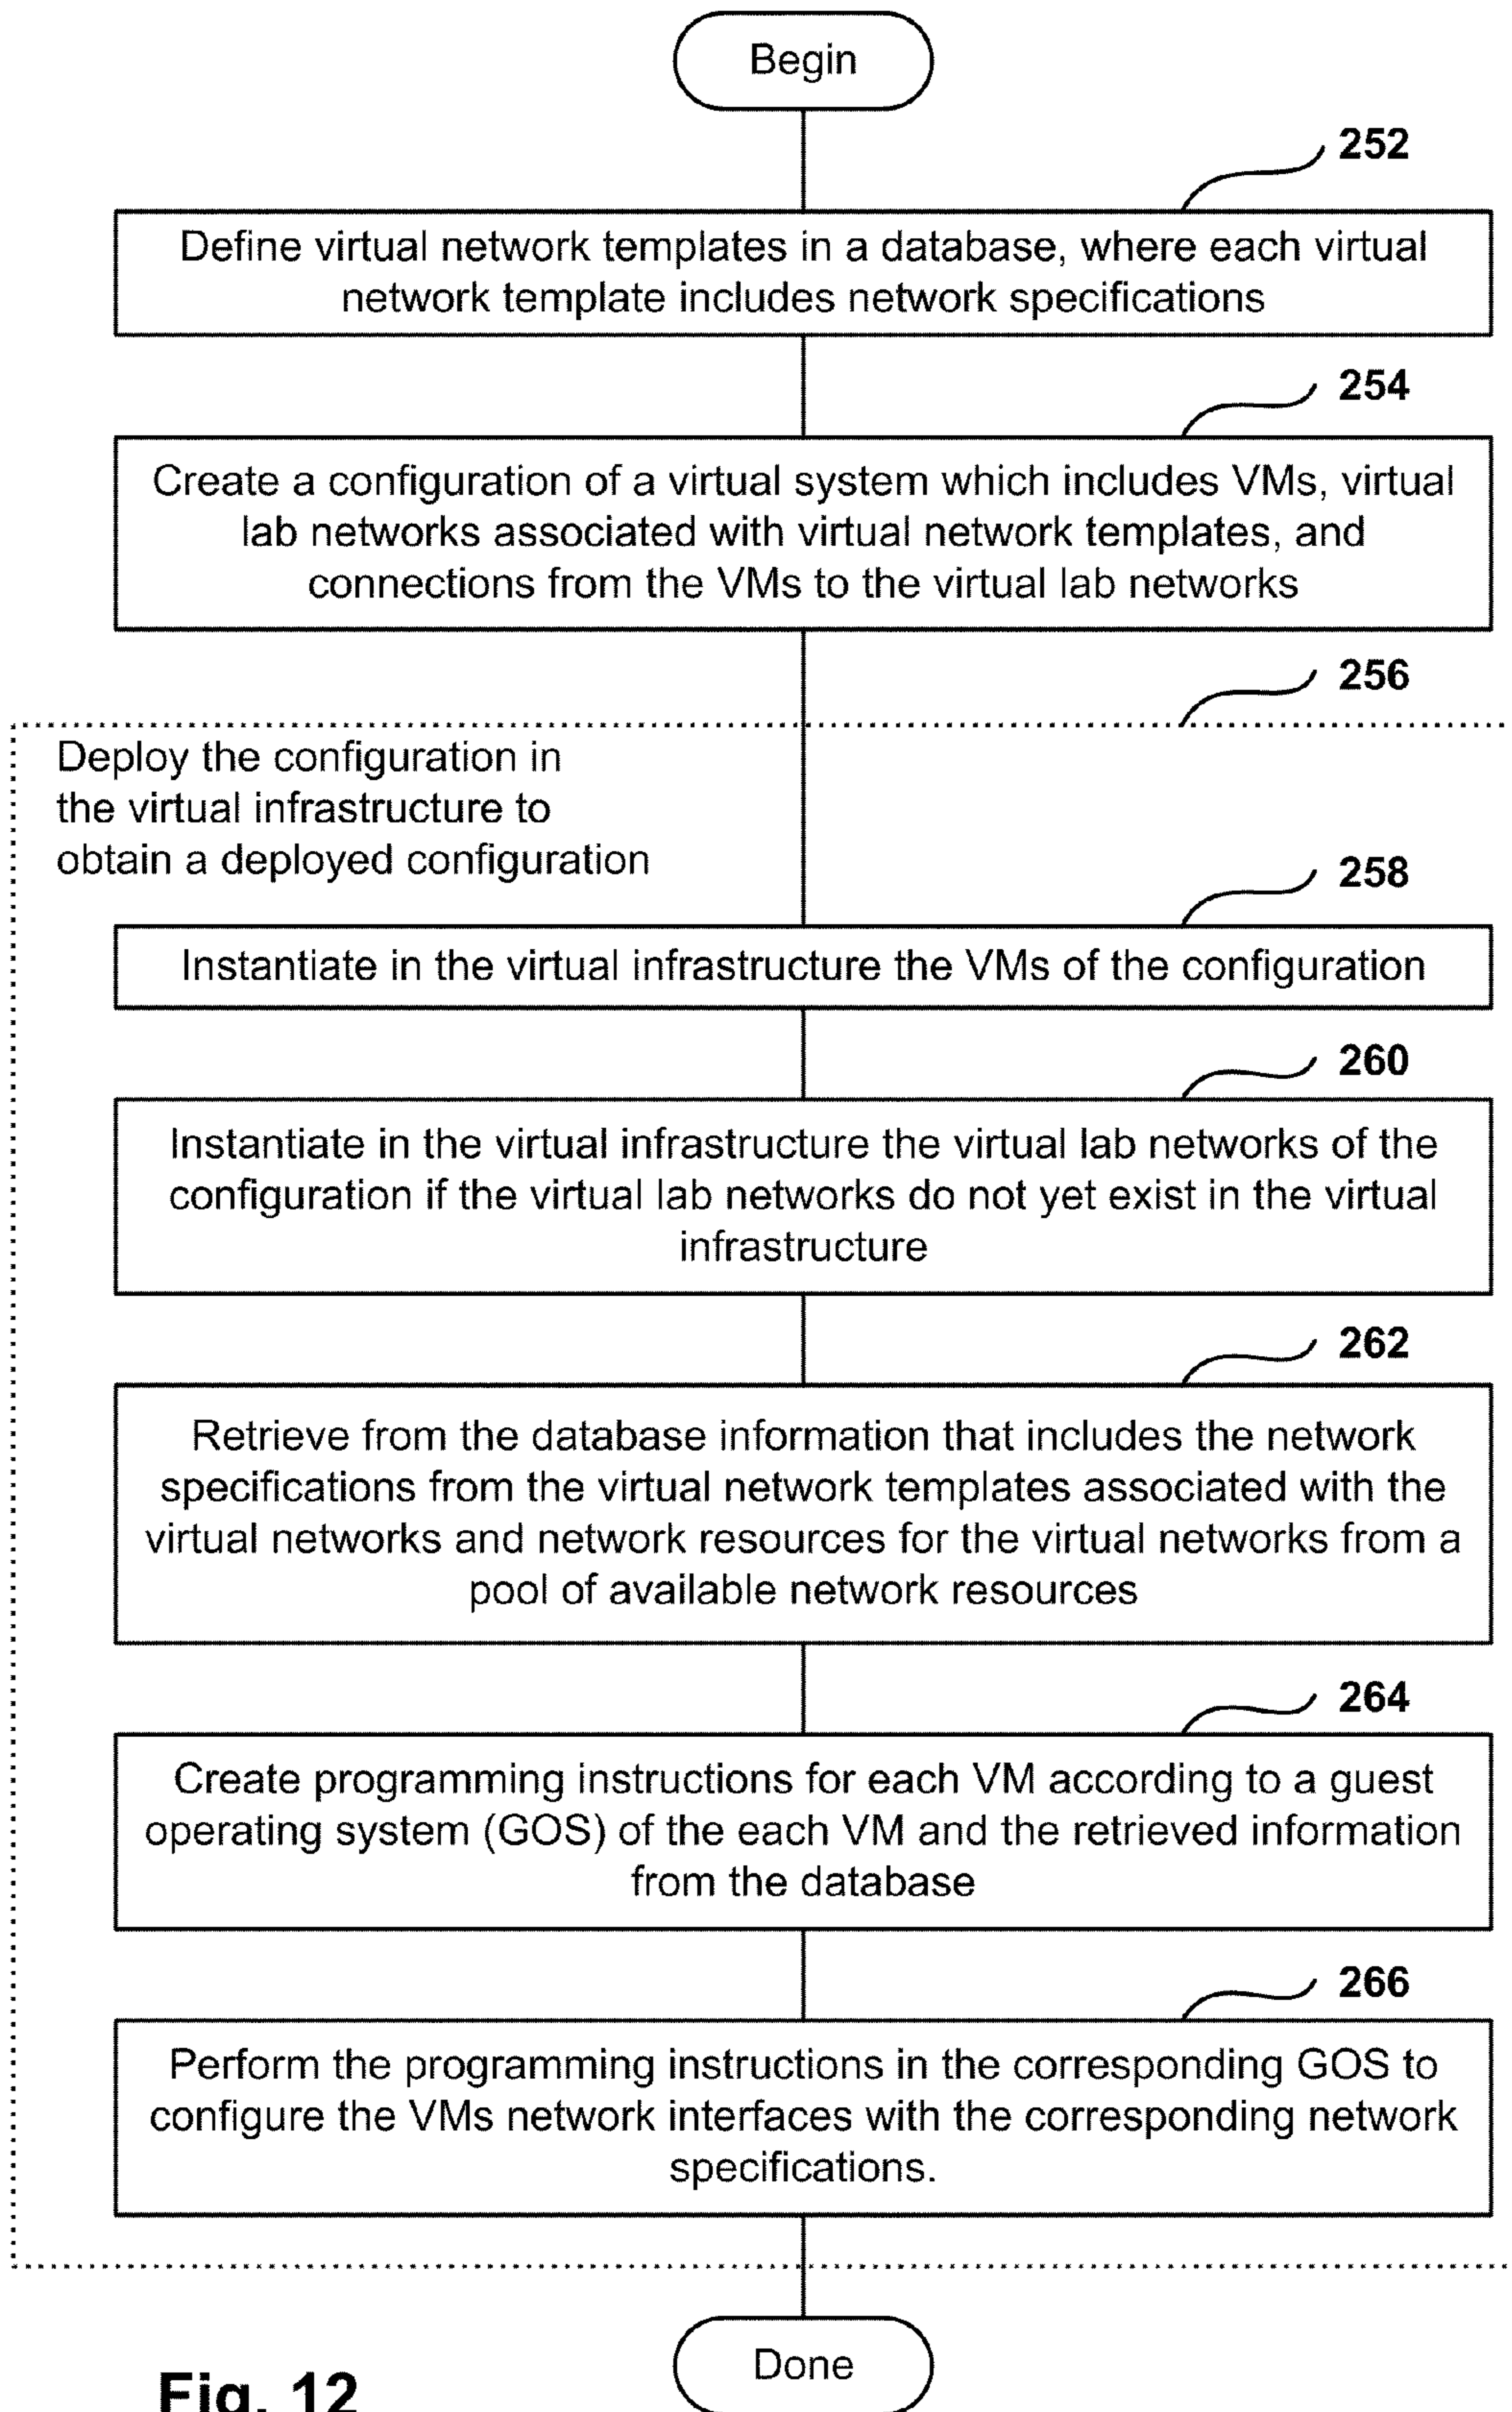 Begin
252
Define virtual network templates in a database, where each virtual
network template includes network specifications
254
Create a configuration of a virtual system which includes VMs, virtual
lab networks associated with virtual network templates, and
connections from the VMs to the virtual lab networks
256
Deploy the configuration in
the virtual infrastructure to
obtain a deployed configuration
258
Instantiate in the virtual infrastructure the VMs of the configuration
260
Instantiate in the virtual infrastructure the virtual lab networks of the
configuration if the virtual lab networks do not yet exist in the virtual
infrastructure
262
Retrieve from the database information that includes the network
specifications from the virtual network templates associated with the
virtual networks and network resources for the virtual networks from a
pool of available network resources
264
Create programming instructions for each VM according to a guest
operating system (GOS) of the each VM and the retrieved information
from the database
266
Perform the programming instructions in the corresponding GOS to
configure the VMs network interfaces with the corresponding network
specifications.
Done
Fig. 12